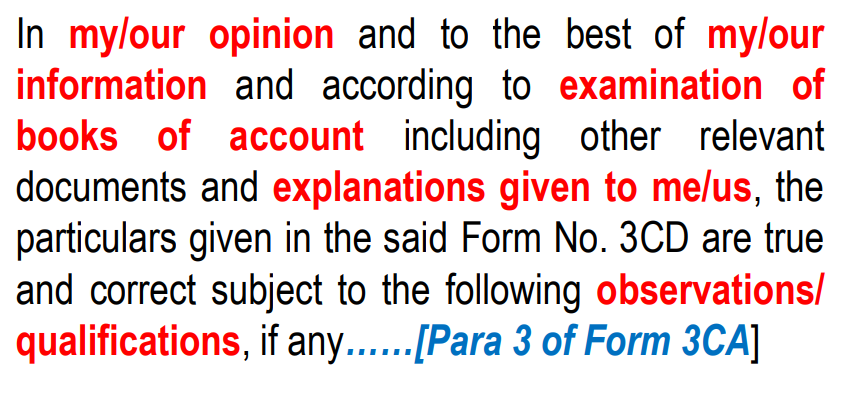 In my/our opinion and to the best of my/our
information and according to examination of
books of account including other relevant
documents and explanations given to me/us, the
particulars given in the said Form No. 3CD are true
and correct subject to the following observations/
qualifications, if any……[Para 3 of Form 3CA]